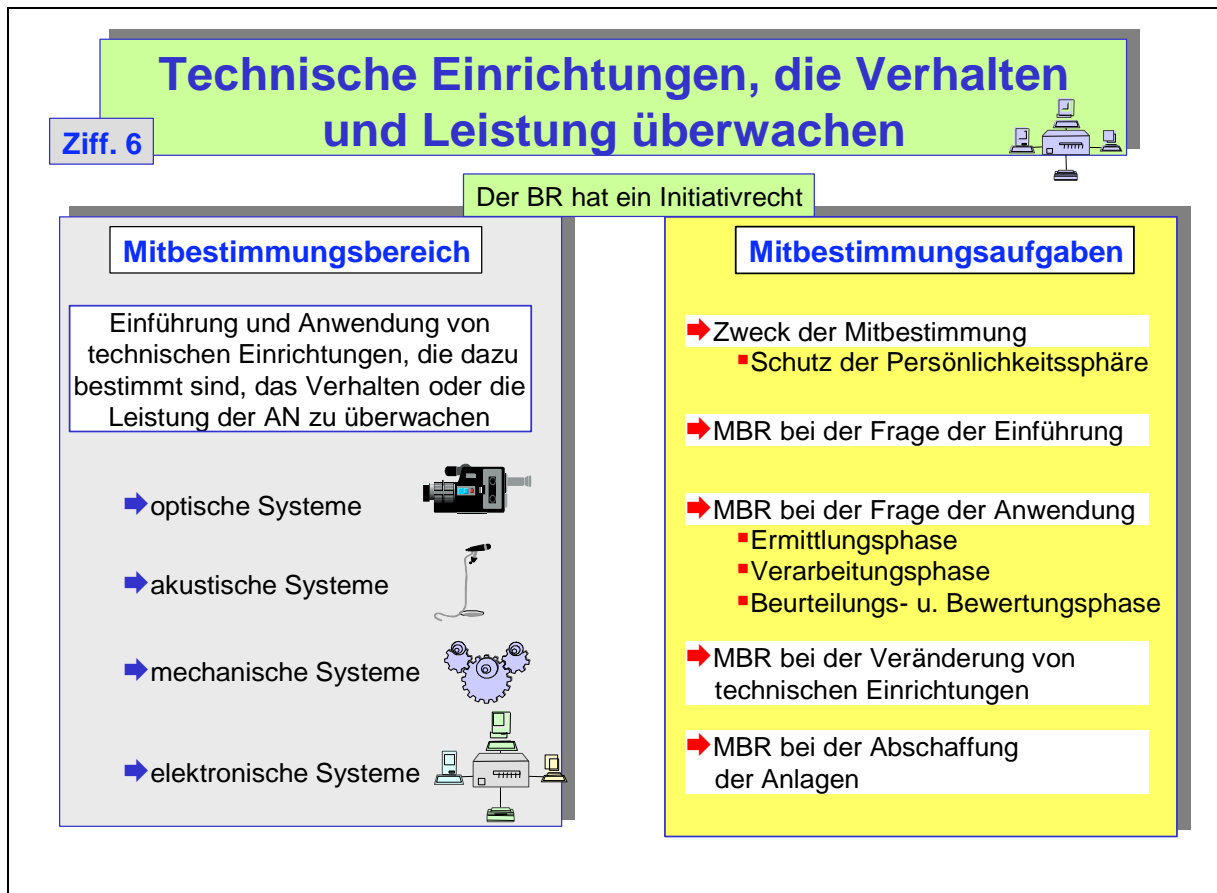 Technische Einrichtungen, die Verhalten
und Leistung überwachen
Ziff. 6
Der BR hat ein Initiativrecht
Mitbestimmungsbereich
Einführung und Anwendung von
technischen Einrichtungen, die dazu
bestimmt sind, das Verhalten oder die
Leistung der AN zu überwachen
optische Systeme
akustische Systeme
mechanische Systeme
elektronische Systeme
Mitbestimmungsaufgaben
Zweck der Mitbestimmung
Schutz der Persönlichkeitssphäre
MBR bei der Frage der Einführung
MBR bei der Frage der Anwendung
Ermittlungsphase
Verarbeitungsphase
Beurteilungs- u. Bewertungsphase
MBR bei der Veränderung von
technischen Einrichtungen
MBR bei der Abschaffung
der Anlagen